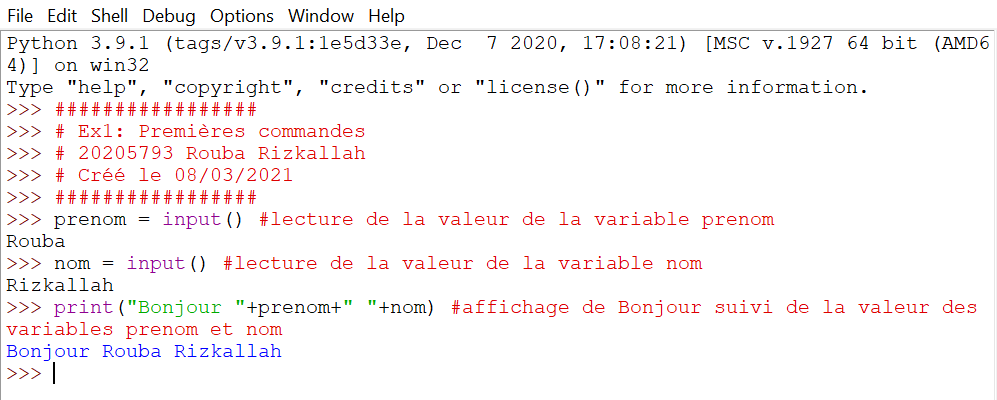 File Edit Shell Debug Options Window Help
Python 3.9.1 (tags/v3.9.1:1e5d33e, Dec  7 2020, 17:08:21) [MSC v.1927 64 bit (AMD6
4)] on win32
Type "help", "copyright", "credits" or "license()" for more information.
>>> #################
>>> # Ex1: Premières commandes
>>> # 20205793 Rouba Rizkallah
>>> # Créé le 08/03/2021
>>> #################
>>> prenom = input() #lecture de la valeur de la variable prenom
Rouba
>>> nom = input() #lecture de la valeur de la variable nom
Rizkallah
>>> print("Bonjour "+prenom+" "+nom) #affichage de Bonjour suivi de la valeur des
variables prenom et nom
Bonjour Rouba Rizkallah
>>>